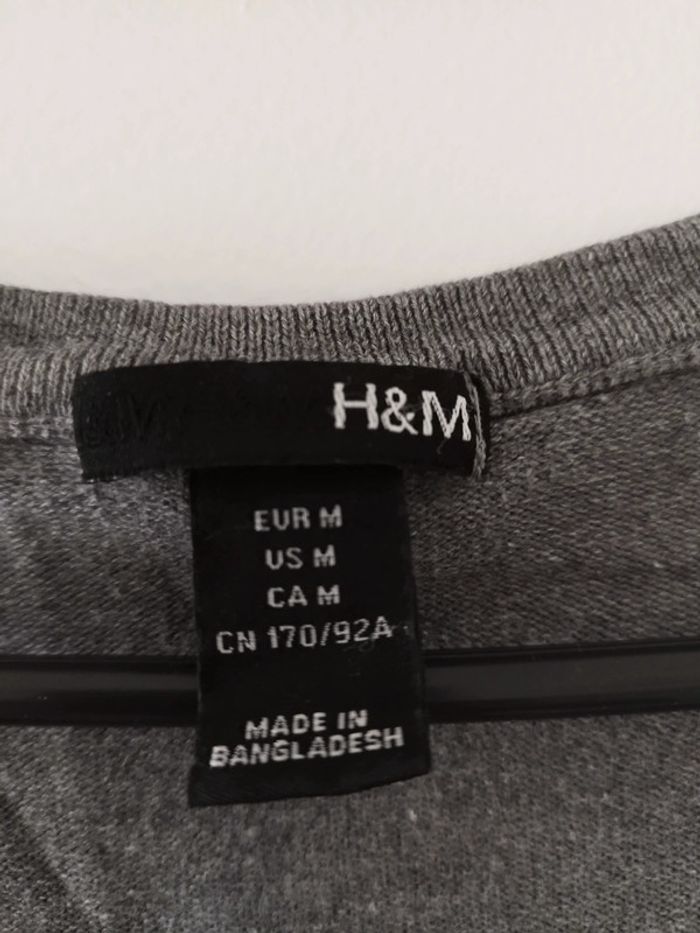 H&M
EUR M
US M
CA M
CN 170/92A
MADE IN
BANGLADESH